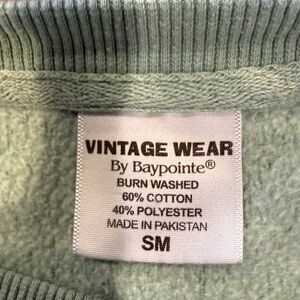 VINTAGE WEAR
By Baypointe®
BURN WASHED
60% COTTON
40% POLYESTER
MADE IN PAKISTAN
SM